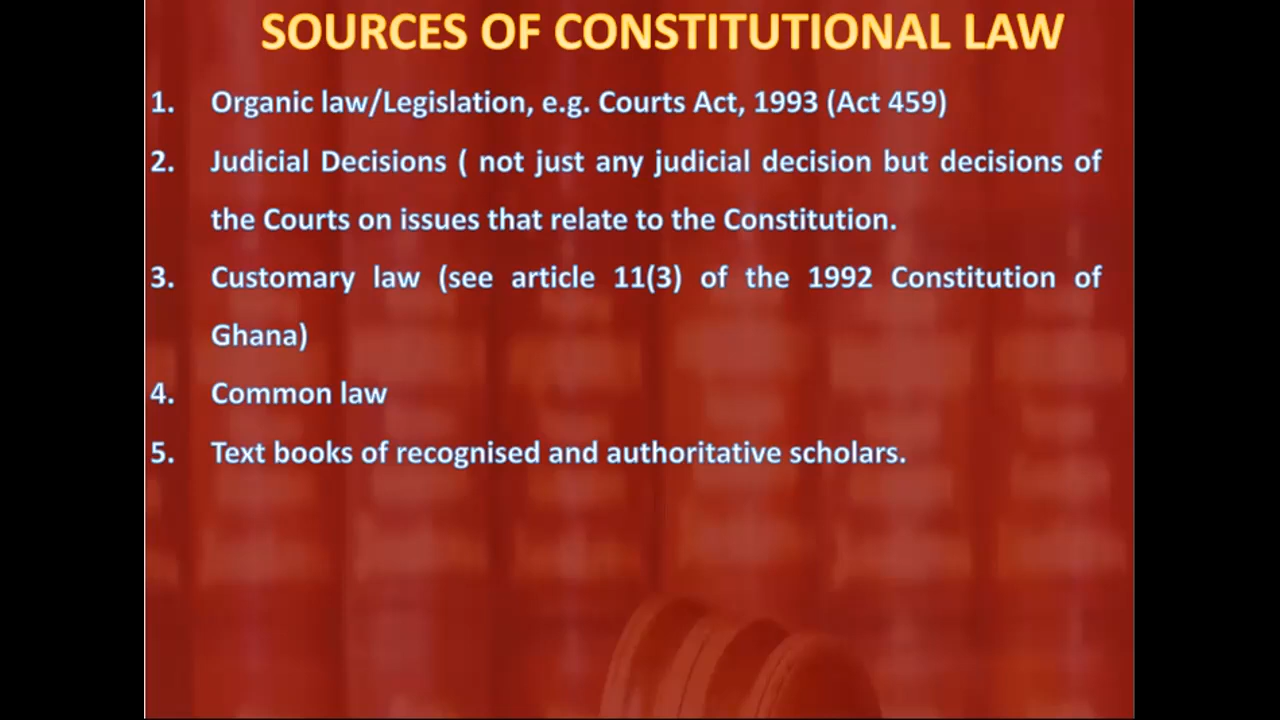 SOURCES OF CONSTITUTIONAL LAW
1. Organic law/Legislation, e.g. Courts Act, 1993 (Act 459)
2. Judicial Decisions ( not just any judicial decision but decisions of
the Courts on issues that relate to the Constitution.
3. Customary law (see article 11(3) of the 1992 Constitution of
Ghana)
4. Common law
5. Text books of recognised and authoritative scholars.